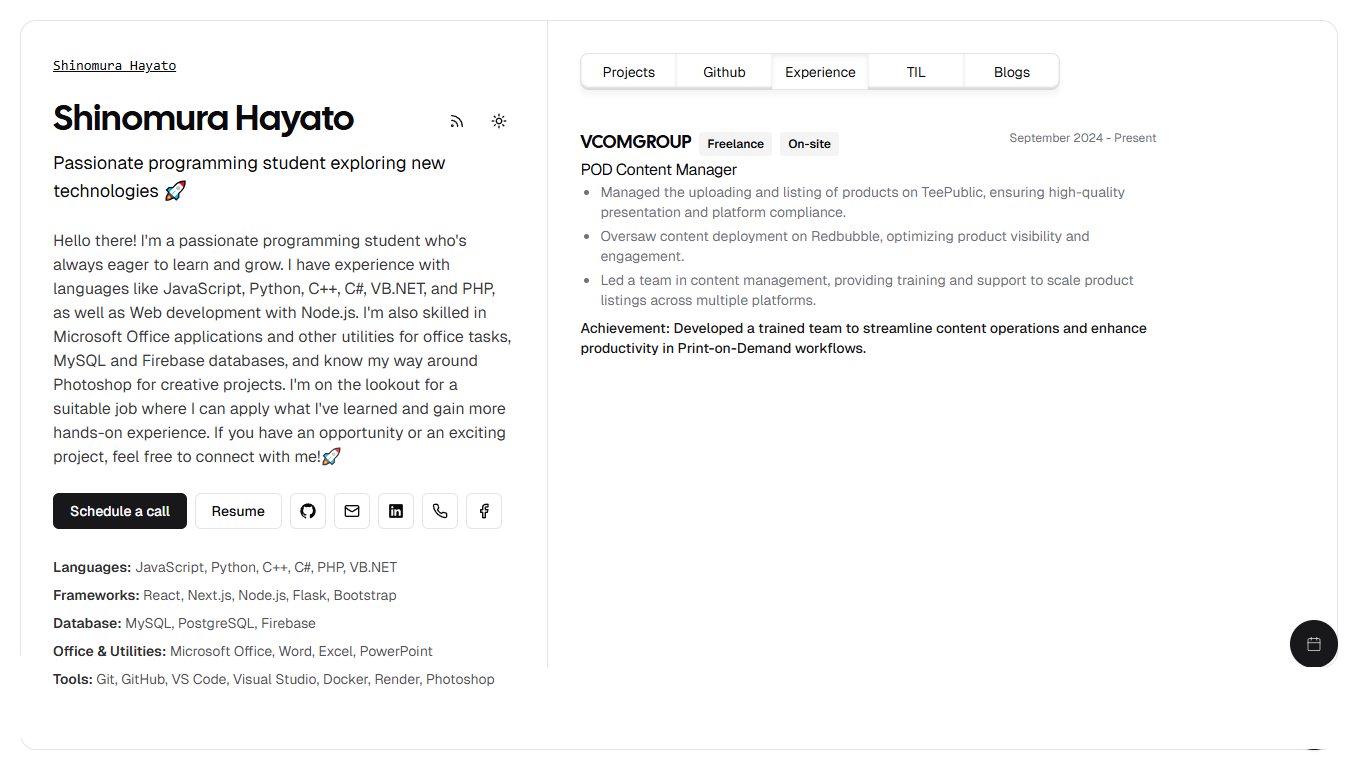 Shinomura Hayato
Shinomura Hayato
Passionate programming student exploring new
technologies 🚀
Hello there! I'm a passionate programming student who's
always eager to learn and grow. I have experience with
languages like JavaScript, Python, C++, C#, VB.NET, and PHP,
as well as Web development with Node.js. I'm also skilled in
Microsoft Office applications and other utilities for office tasks,
MySQL and Firebase databases, and know my way around
Photoshop for creative projects. I'm on the lookout for a
suitable job where I can apply what I've learned and gain more
hands-on experience. If you have an opportunity or an exciting
project, feel free to connect with me!🚀
Schedule a call
Resume
Languages: JavaScript, Python, C++, C#, PHP, VB.NET
Frameworks: React, Next.js, Node.js, Flask, Bootstrap
Database: MySQL, PostgreSQL, Firebase
Office & Utilities: Microsoft Office, Word, Excel, PowerPoint
Tools: Git, GitHub, VS Code, Visual Studio, Docker, Render, Photoshop
Projects Github Experience TIL Blogs
VCOMGROUP Freelance On-site September 2024 - Present
POD Content Manager
• Managed the uploading and listing of products on TeePublic, ensuring high-quality
presentation and platform compliance.
• Oversaw content deployment on Redbubble, optimizing product visibility and
engagement.
• Led a team in content management, providing training and support to scale product
listings across multiple platforms.
Achievement: Developed a trained team to streamline content operations and enhance
productivity in Print-on-Demand workflows.